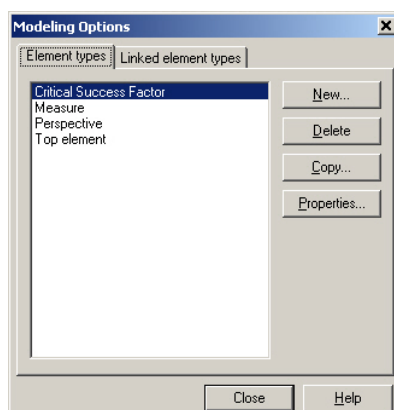 Modeling Options
Element types
Linked element types
Critical Success Factor
Measure
Perspective
Top element
New...
Delete
Copy...
Properties...
Close
Help